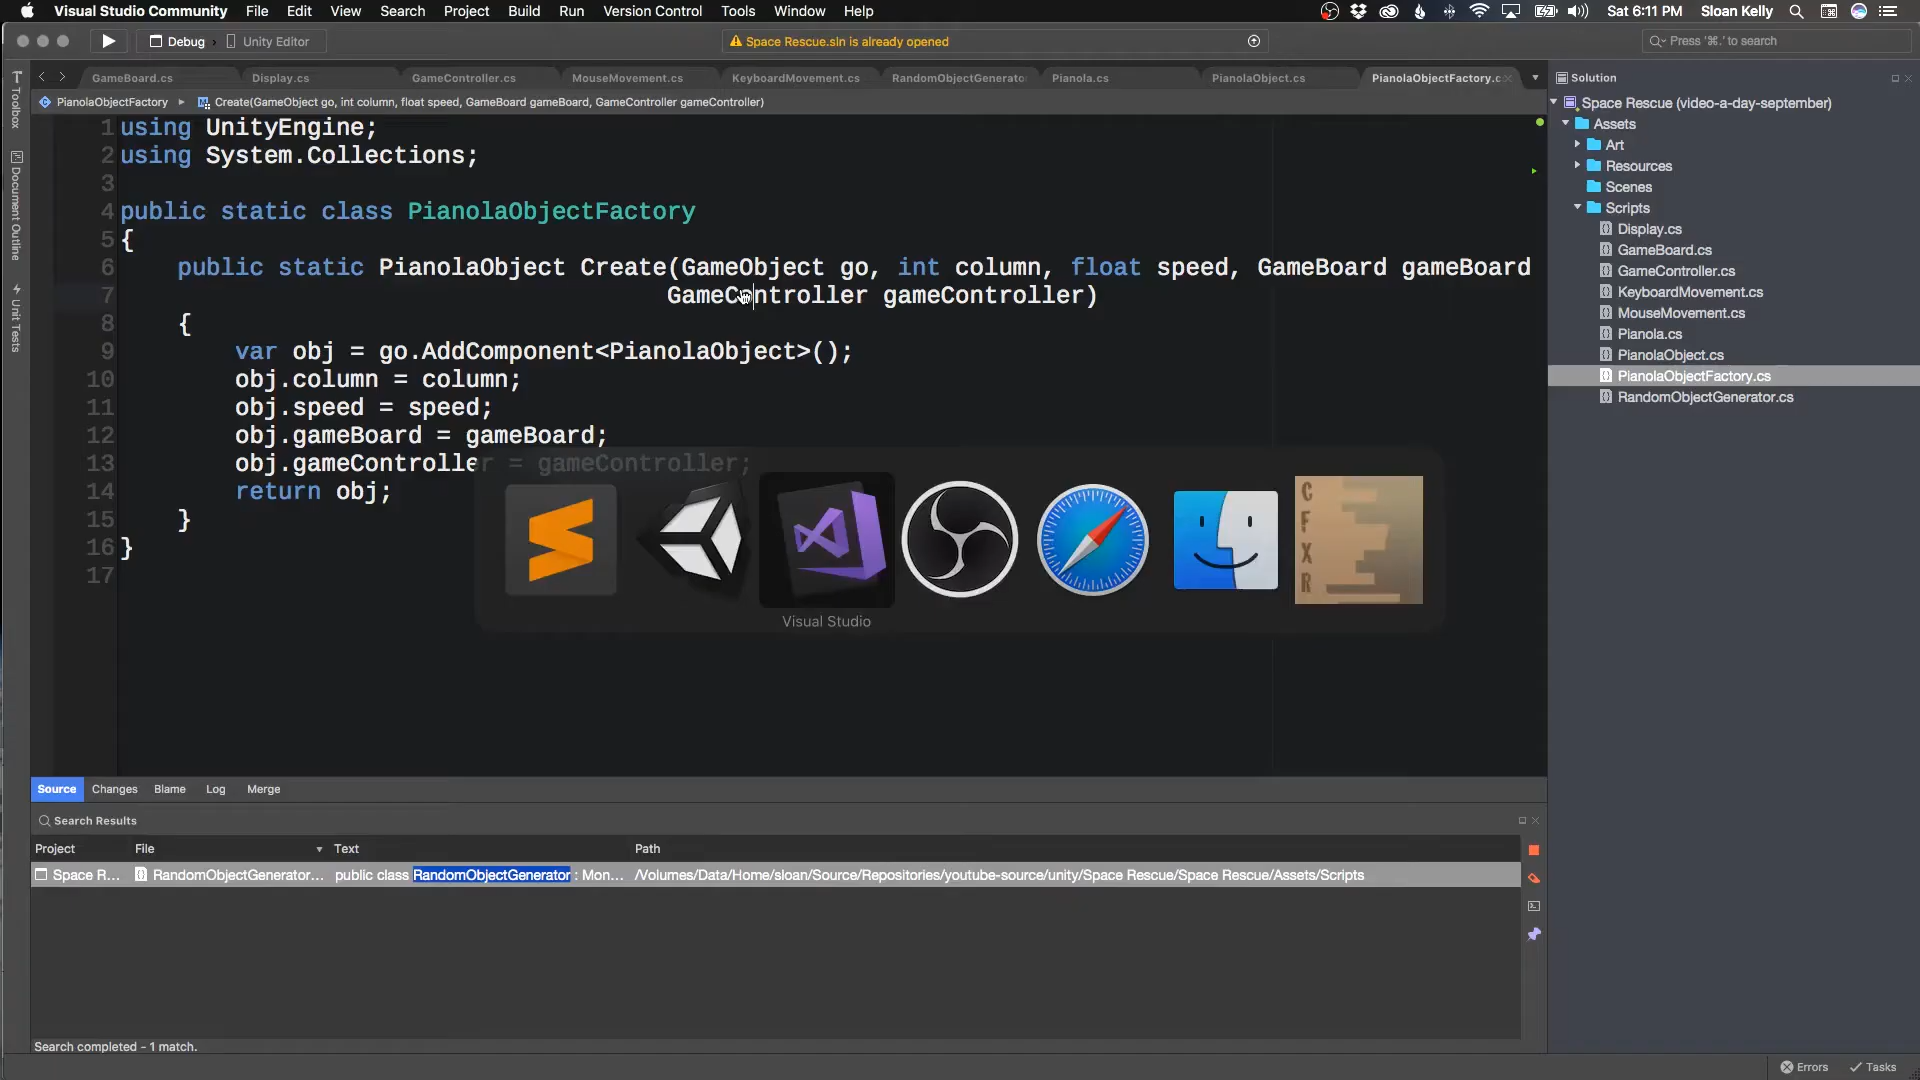 Visual Studio Community File Edit View Search Project Build Run Version Control Tools Window Help Sat 6:11 PM Sloan Kelly
Debug Unity Editor Space Rescue.sln is already opened Press '⌘.' to search
GameBoard.cs Display.cs GameController.cs MouseMovement.cs KeyboardMovement.cs RandomObjectGenerato Pianola.cs PianolaObject.cs PianolaObjectFactory.c Solution
PianolaObjectFactory Create(GameObject go, int column, float speed, GameBoard gameBoard, GameController gameController)
Toolbox
Document Outline
Unit Tests
1 using UnityEngine;
2 using System.Collections;
3
4 public static class PianolaObjectFactory
5 {
6 public static PianolaObject Create(GameObject go, int column, float speed, GameBoard gameBoard
7 GameController gameController)
8 {
9 var obj = go.AddComponent<PianolaObject>();
10 obj.column = column;
11 obj.speed = speed;
12 obj.gameBoard = gameBoard;
13 obj.gameController = gameController;
14 return obj;
15 }
16 }
17
C
F
X
R
Visual Studio
Space Rescue (video-a-day-september)
Assets
Art
Resources
Scenes
Scripts
Display.cs
GameBoard.cs
GameController.cs
KeyboardMovement.cs
MouseMovement.cs
Pianola.cs
PianolaObject.cs
PianolaObjectFactory.cs
RandomObjectGenerator.cs
Source Changes Blame Log Merge
Search Results
Project File Text Path
Space R... RandomObjectGenerator... public class RandomObjectGenerator : Mon... /Volumes/Data/Home/sloan/Source/Repositories/youtube-source/unity/Space Rescue/Space Rescue/Assets/Scripts
Search completed - 1 match.
Errors Tasks